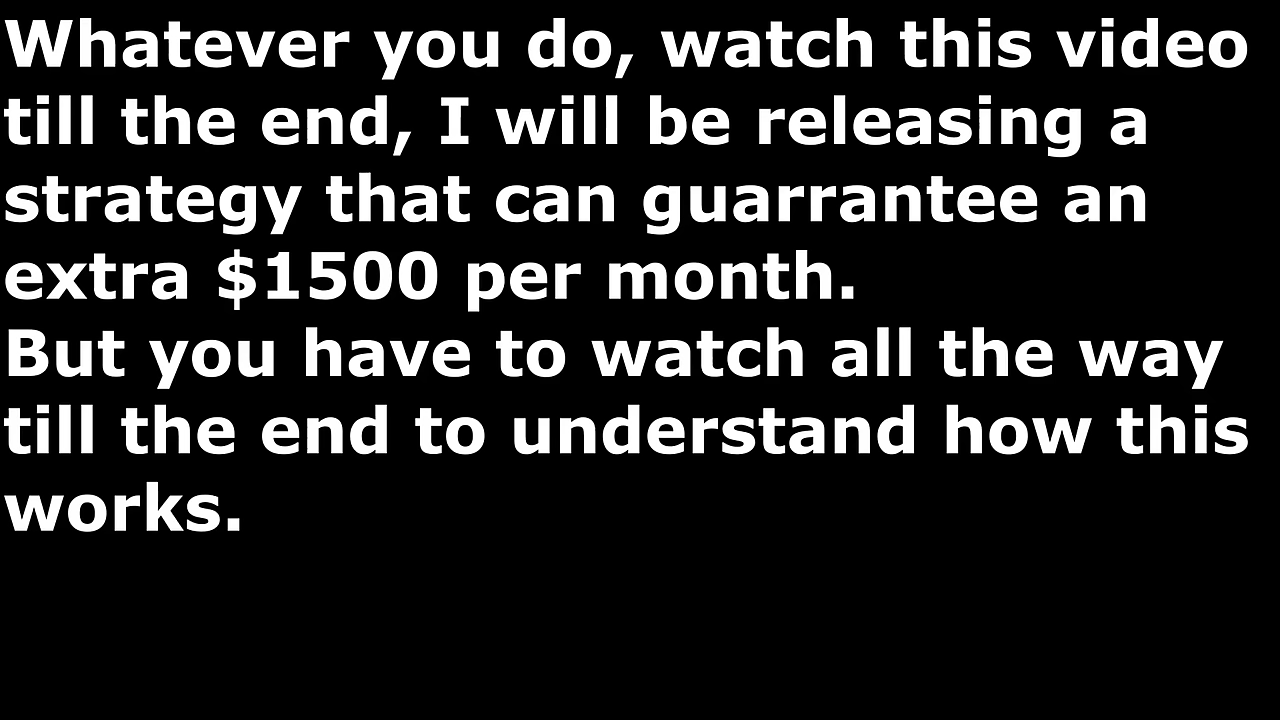 Whatever you do, watch this video
till the end, I will be releasing a
strategy that can guarrantee an
extra $1500 per month.
But you have to watch all the way
till the end to understand how this
works.